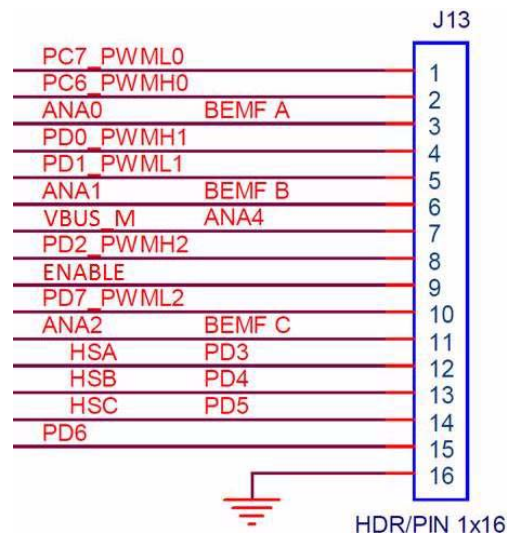 J13
PC7_PWML0 1
PC6_PWMH0 2
ANA0 BEMF A 3
PD0_PWMH1 4
PD1_PWML1 5
ANA1 BEMF B 6
VBUS_M ANA4 7
PD2_PWMH2 8
ENABLE 9
PD7_PWML2 10
ANA2 BEMF C 11
HSA PD3 12
HSB PD4 13
HSC PD5 14
PD6 15
16
HDR/PIN 1x16